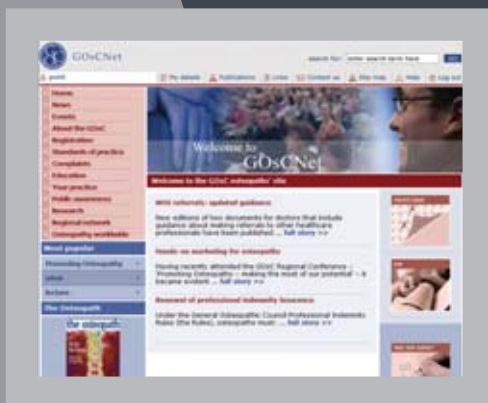 GOsCNet
search for: enter search term here GO
print
My details Publications Links Contact us Site map Help Log out
Home
News
Events
About the GOsC
Registration
Standards of practice
Complaints
Education
Your practice
Public awareness
Research
Regional network
Osteopathy worldwide
Most popular
Promoting Osteopathy
The Osteopath
the osteopath
Welcome to
GOsCNet
Welcome to the GOsC osteopaths' site
NHS referrals: updated guidance
New editions of two documents for doctors that include
guidance about making referrals to other healthcare
professionals have been published ... full story >>
Hands on marketing for osteopaths
Having recently attended the GOsC Regional Conference –
'Promoting Osteopathy – making the most of our potential' – it
became evident ... full story >>
Renewal of professional indemnity insurance
Under the General Osteopathic Council Professional Indemnity
Rules (the Rules), osteopaths must ... full story >>